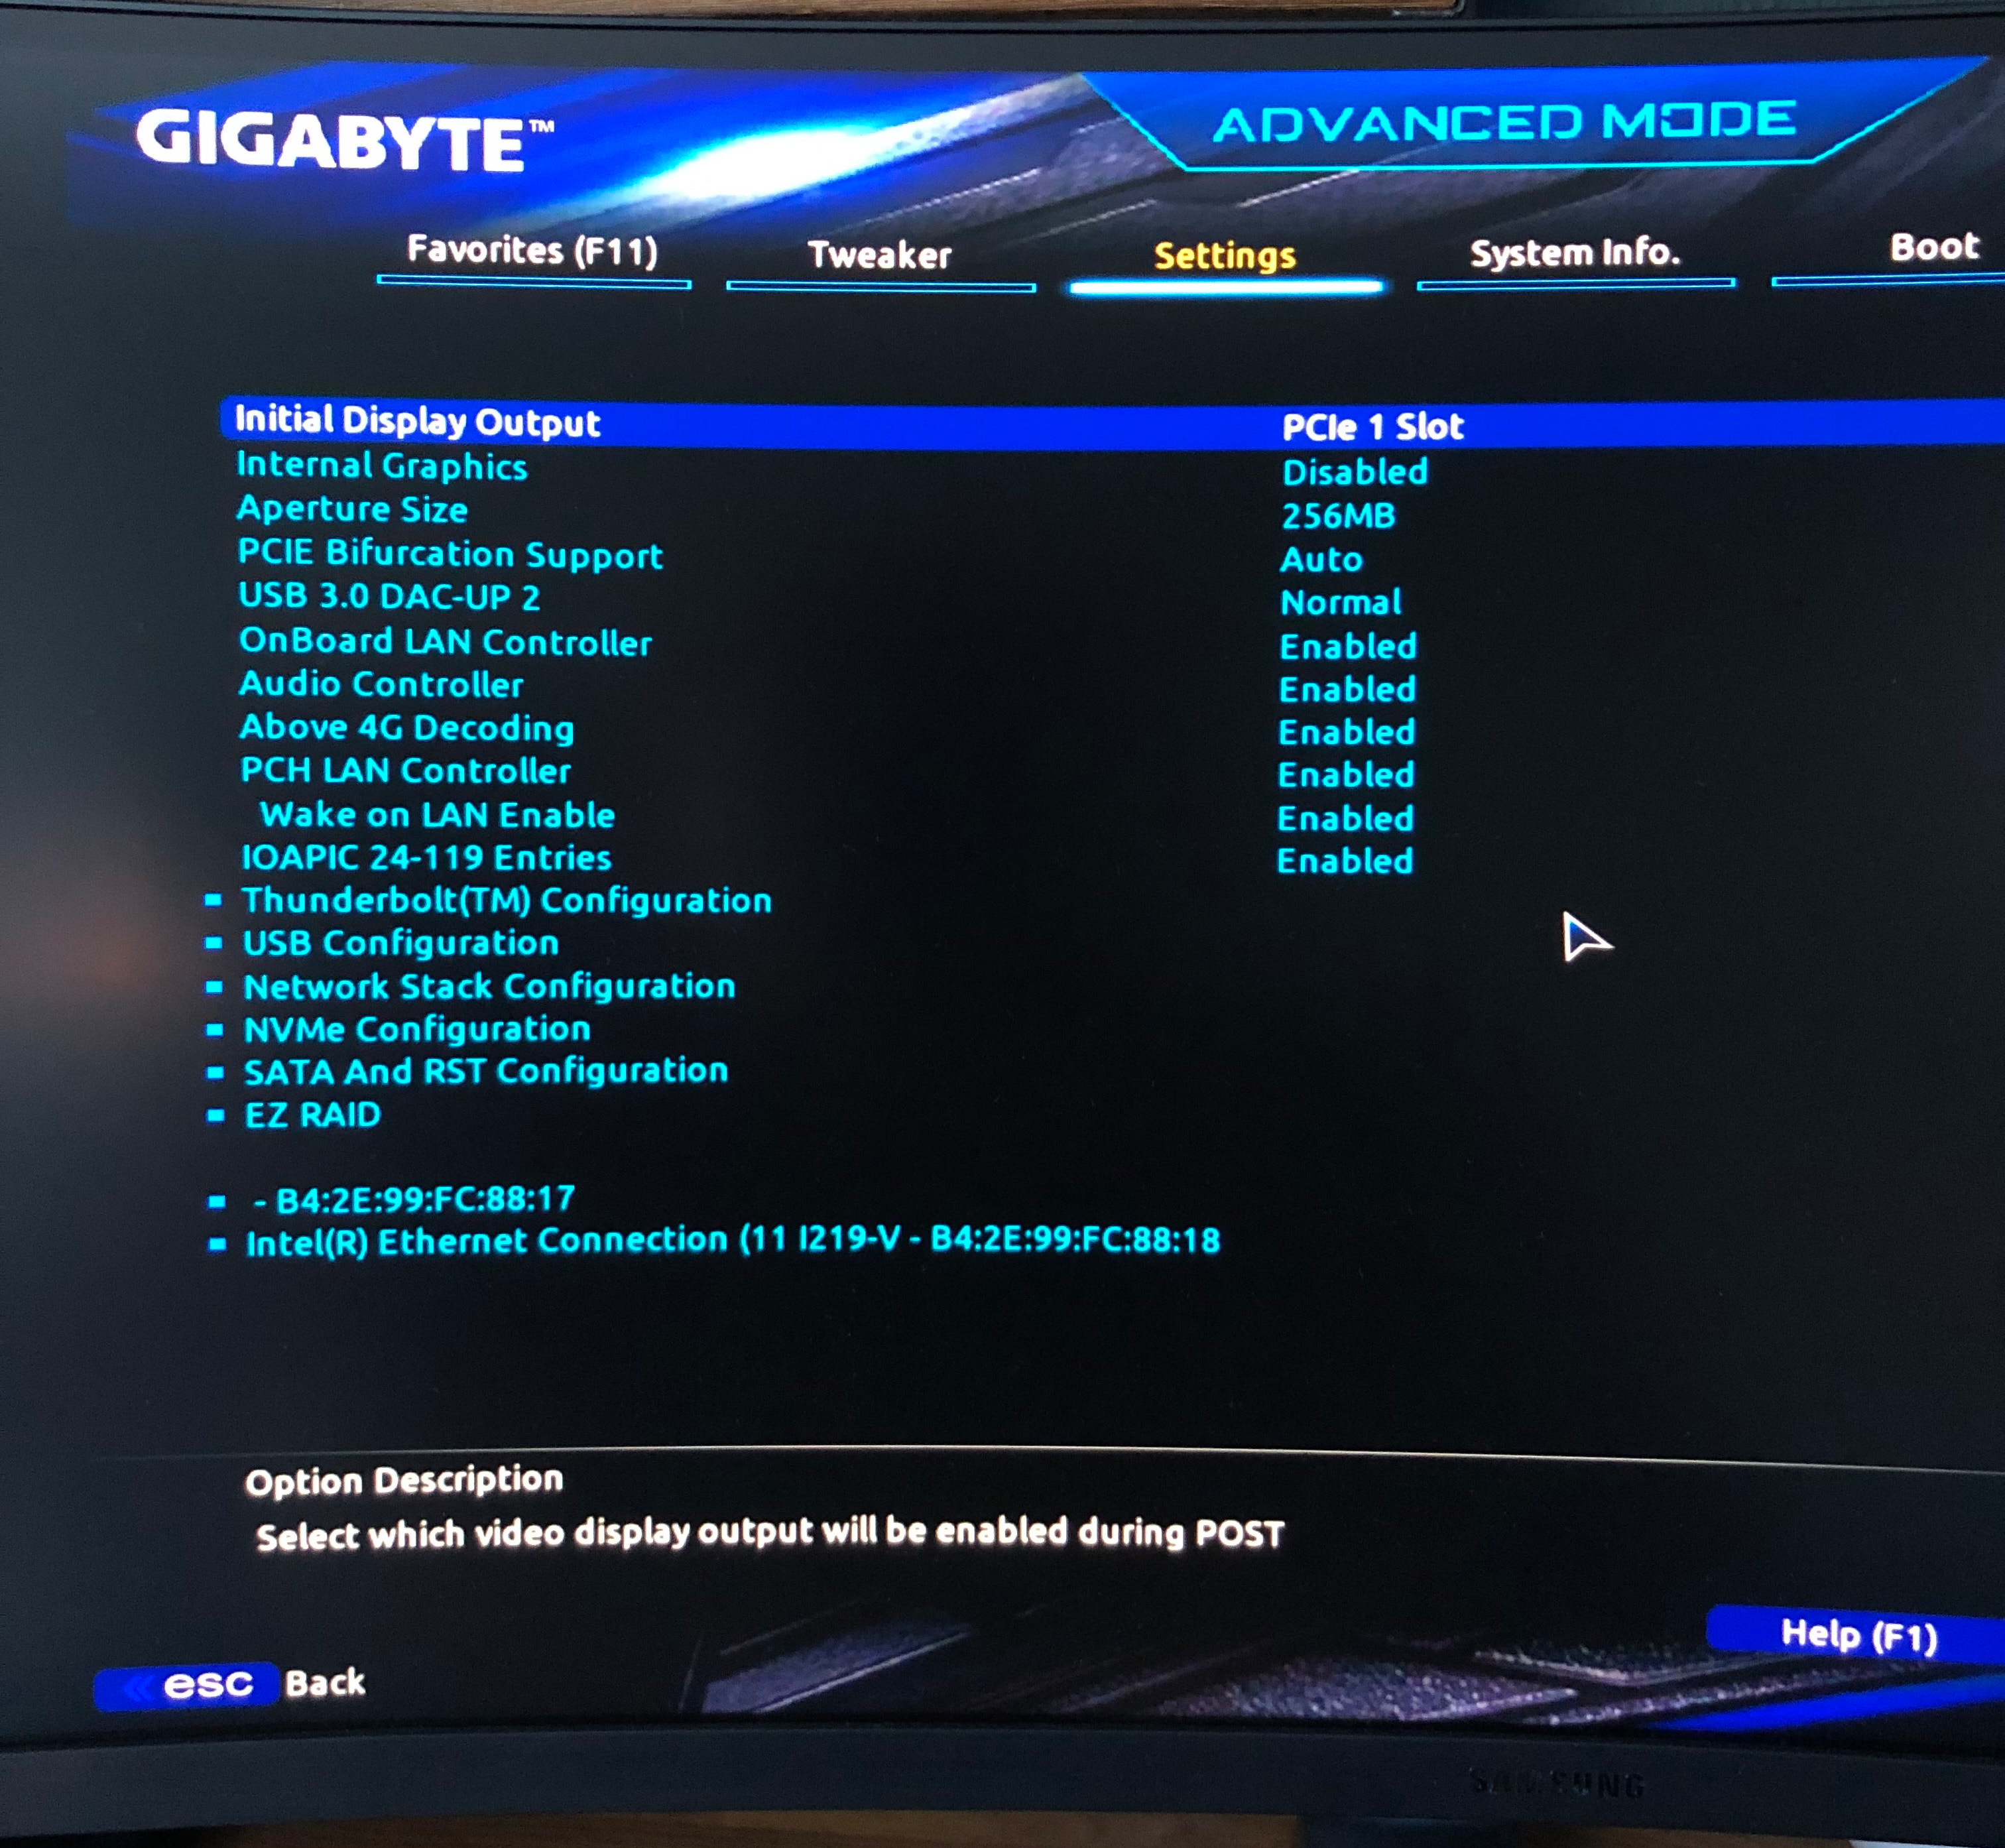 GIGABYTE™
ADVANCED MODE
Favorites (F11) Tweaker Settings System Info. Boot
Initial Display Output PCIe 1 Slot
Internal Graphics Disabled
Aperture Size 256MB
PCIE Bifurcation Support Auto
USB 3.0 DAC-UP 2 Normal
OnBoard LAN Controller Enabled
Audio Controller Enabled
Above 4G Decoding Enabled
PCH LAN Controller Enabled
Wake on LAN Enable Enabled
IOAPIC 24-119 Entries Enabled
Thunderbolt(TM) Configuration
USB Configuration
Network Stack Configuration
NVMe Configuration
SATA And RST Configuration
EZ RAID
- B4:2E:99:FC:88:17
Intel(R) Ethernet Connection (11 I219-V - B4:2E:99:FC:88:18
Option Description
Select which video display output will be enabled during POST
Help (F1)
esc Back
SAMSUNG